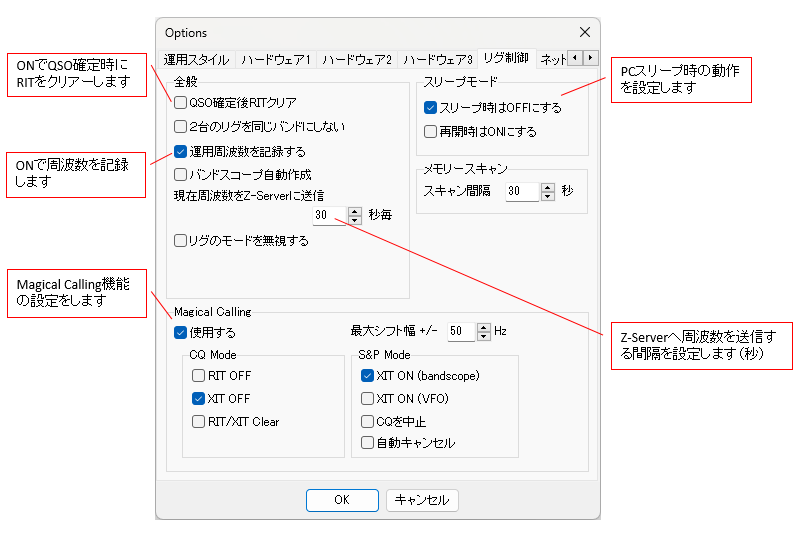 Options
運用スタイル ハードウェア1 ハードウェア2 ハードウェア3 リグ制御 ネット
ONでQSO確定時に
RITをクリアーします
全般
QSO確定後RITクリア
2台のリグを同じバンドにしない
運用周波数を記録する
バンドスコープ自動作成
現在周波数をZ-Serverに送信
30 秒毎
リグのモードを無視する
ONで周波数を記録
します
スリープモード
スリープ時はOFFにする
再開時はONにする
PCスリープ時の動作
を設定します
メモリースキャン
スキャン間隔 30 秒
Magical Calling機能
の設定をします
Magical Calling
使用する
最大シフト幅 +/- 50 Hz
Z-Serverへ周波数を送信す
る間隔を設定します(秒)
CQ Mode
RIT OFF
XIT OFF
RIT/XIT Clear
S&P Mode
XIT ON (bandscope)
XIT ON (VFO)
CQを中止
自動キャンセル
OK キャンセル